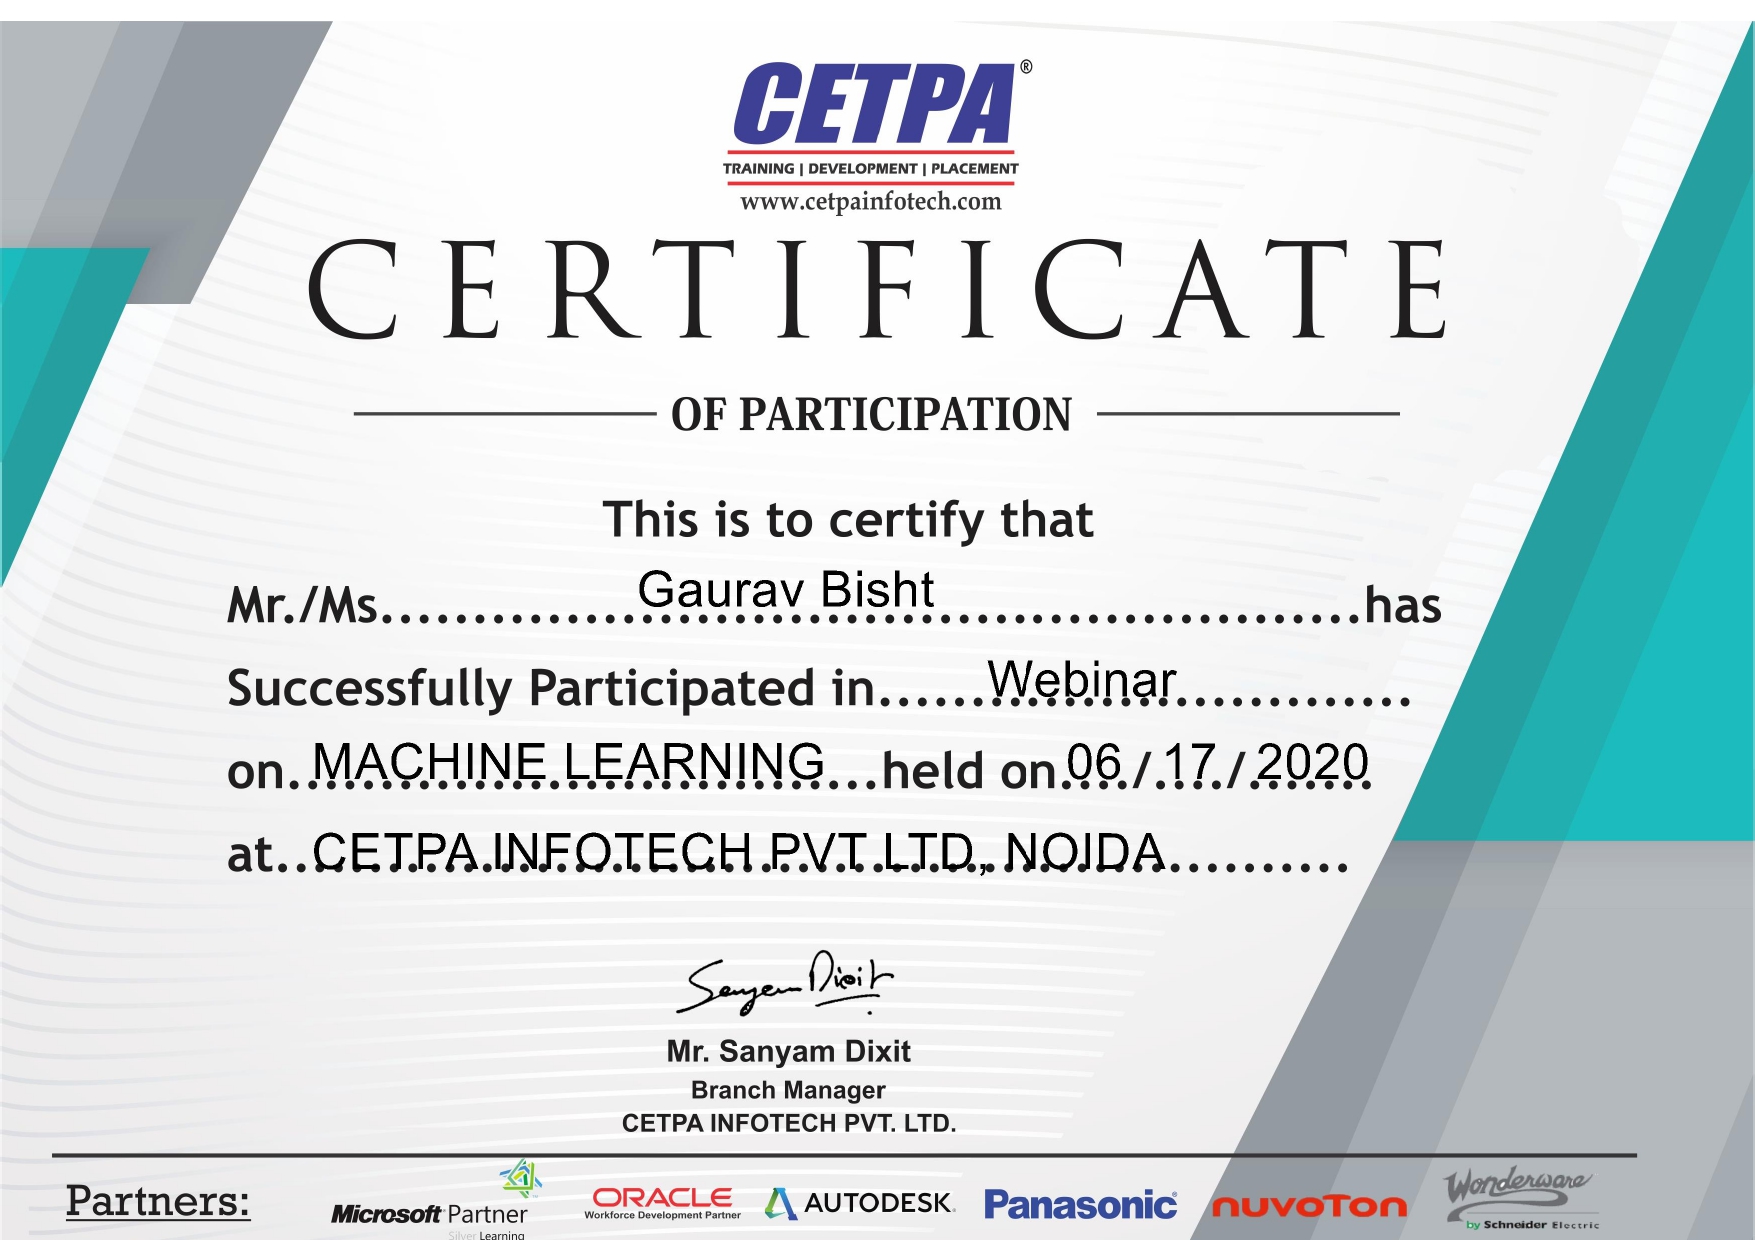 CETPA®
TRAINING | DEVELOPMENT | PLACEMENT
www.cetpainfotech.com
CERTIFICATE
OF PARTICIPATION
This is to certify that
Mr./Ms.....................Gaurav Bisht.....................has
Successfully Participated in......Webinar.............
on..MACHINE LEARNING...held on 06/17/2020
at..CETPA INFOTECH PVT LTD, NOIDA..........
Sanyam Dixit
Mr. Sanyam Dixit
Branch Manager
CETPA INFOTECH PVT. LTD.
Partners:
Microsoft Partner
Silver Learning
ORACLE
Workforce Development Partner
AUTODESK.
Panasonic
nuvoTon
Wonderware
by Schneider Electric